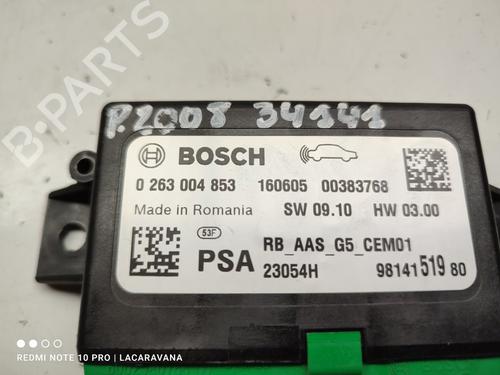 P.2008 34141
BOSCH
0 263 004 853 160605 00383768
Made in Romania SW 09.10 HW 03.00
53F RB_AAS_G5_CEM01
PSA 23054H 98141519 80
B-PARTS
REDMI NOTE 10 PRO | LACARAVANA